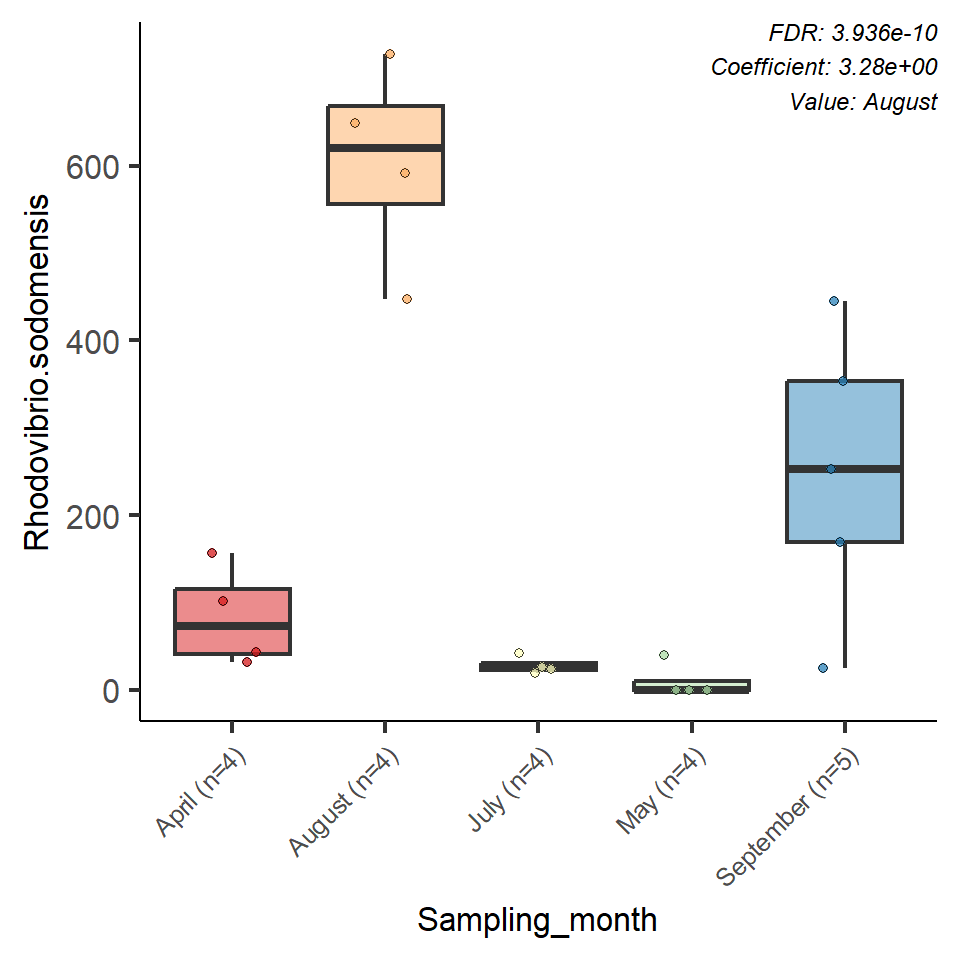 FDR: 3.936e-10
Coefficient: 3.28e+00
Value: August
Rhodovibrio.sodomensis
600
400
200
0
April (n=4)
August (n=4)
July (n=4)
May (n=4)
September (n=5)
Sampling_month